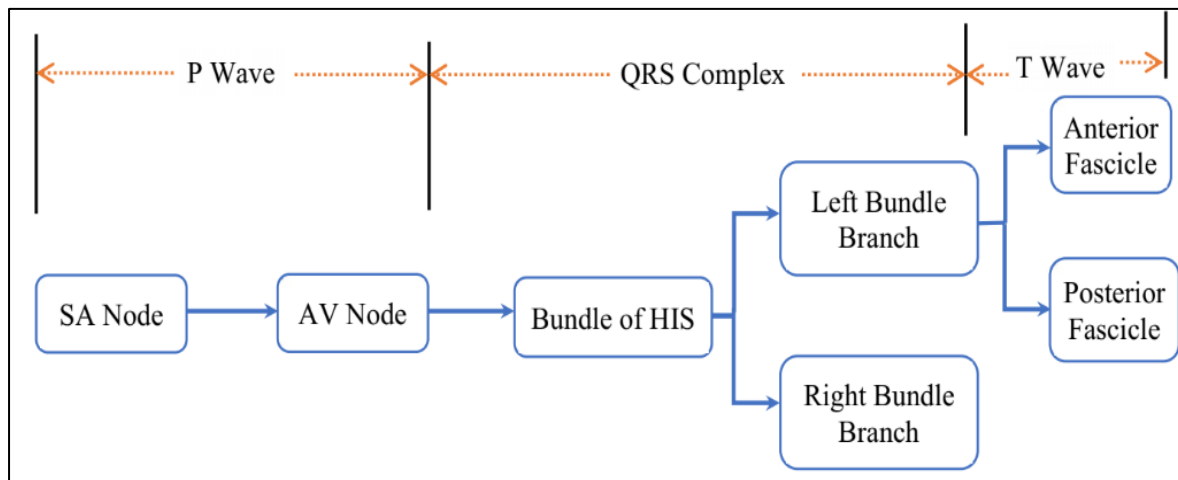 P Wave
QRS Complex
T Wave
SA Node
AV Node
Bundle of HIS
Left Bundle
Branch
Right Bundle
Branch
Anterior
Fascicle
Posterior
Fascicle